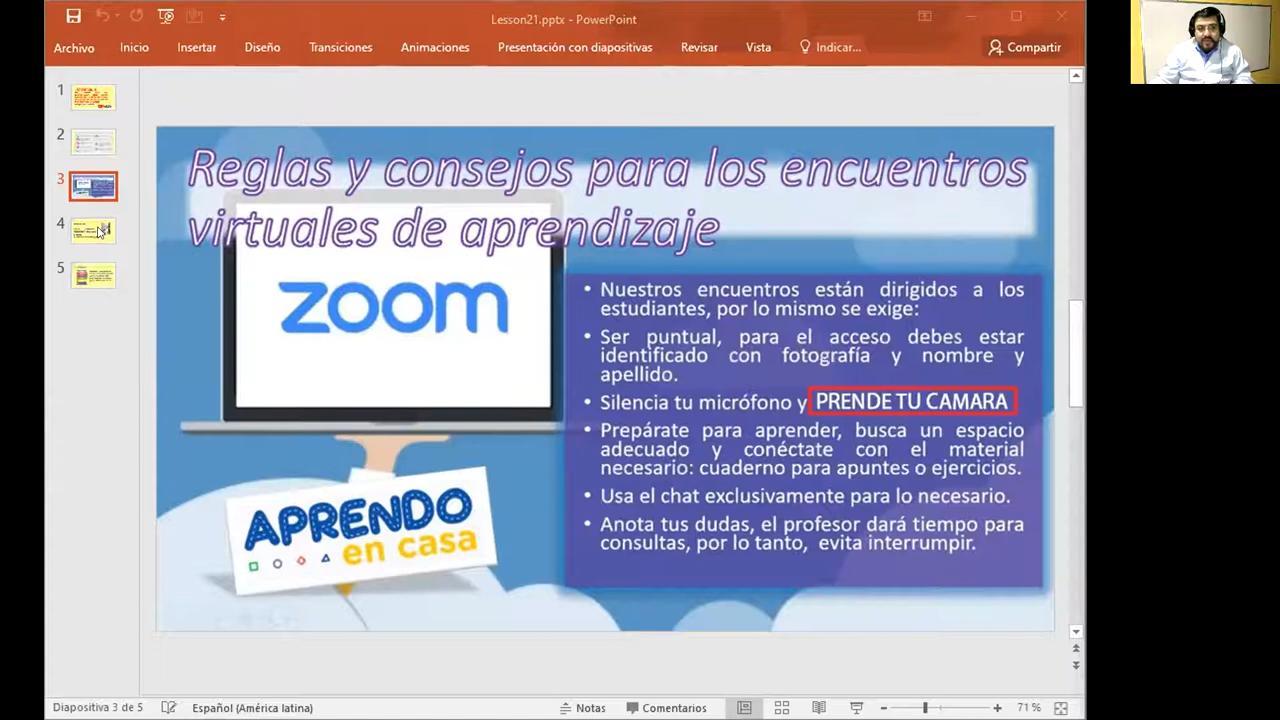 Lesson21.pptx - PowerPoint
Archivo Inicio Insertar Diseño Transiciones Animaciones Presentación con diapositivas Revisar Vista Indicar... Compartir
1
2
3
4
5
Reglas y consejos para los encuentros
virtuales de aprendizaje
zoom
• Nuestros encuentros están dirigidos a los
estudiantes, por lo mismo se exige:
• Ser puntual, para el acceso debes estar
identificado con fotografía y nombre y
apellido.
• Silencia tu micrófono y PRENDE TU CAMARA
• Prepárate para aprender, busca un espacio
adecuado y conéctate con el material
necesario: cuaderno para apuntes o ejercicios.
• Usa el chat exclusivamente para lo necesario.
• Anota tus dudas, el profesor dará tiempo para
consultas, por lo tanto, evita interrumpir.
APRENDO
en casa
Diapositiva 3 de 5 Español (América latina) Notas Comentarios 71 %